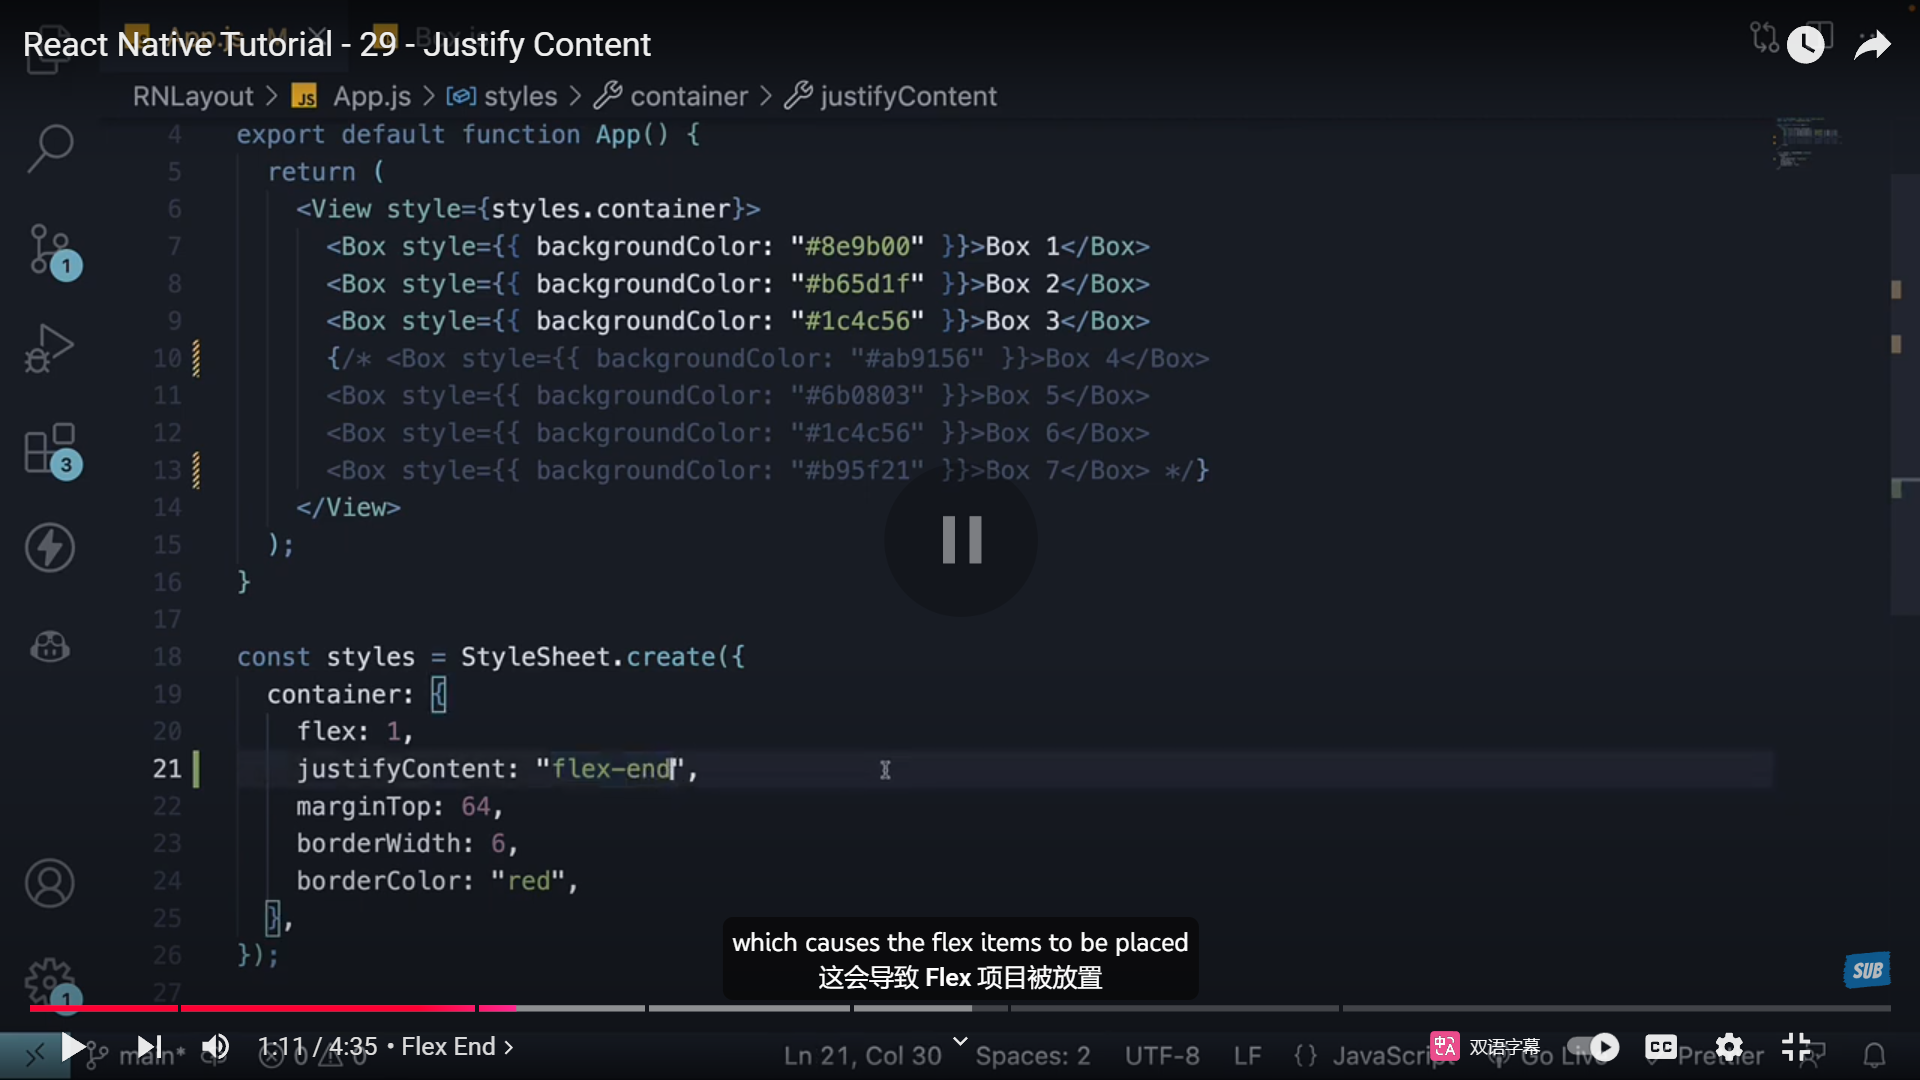 React Native Tutorial - 29 - Justify Content
RNLayout > JS App.js > styles > container > justifyContent
4 export default function App() {
5 return (
6 <View style={styles.container}>
7 <Box style={{ backgroundColor: "#8e9b00" }}>Box 1</Box>
8 <Box style={{ backgroundColor: "#b65d1f" }}>Box 2</Box>
9 <Box style={{ backgroundColor: "#1c4c56" }}>Box 3</Box>
10 {/* <Box style={{ backgroundColor: "#ab9156" }}>Box 4</Box>
11 <Box style={{ backgroundColor: "#6b0803" }}>Box 5</Box>
12 <Box style={{ backgroundColor: "#1c4c56" }}>Box 6</Box>
13 <Box style={{ backgroundColor: "#b95f21" }}>Box 7</Box> */}
14 </View>
15 );
16 }
17
18 const styles = StyleSheet.create({
19 container: {
20 flex: 1,
21 justifyContent: "flex-end",
22 marginTop: 64,
23 borderWidth: 6,
24 borderColor: "red",
25 },
26 });
27
1
3
1
which causes the flex items to be placed
这会导致 Flex 项目被放置
SUB
1:11 / 4:35 • Flex End >
main* 0 0
Ln 21, Col 30 Spaces: 2 UTF-8 LF {} JavaScript Go Live Prettier
双语字幕
CC